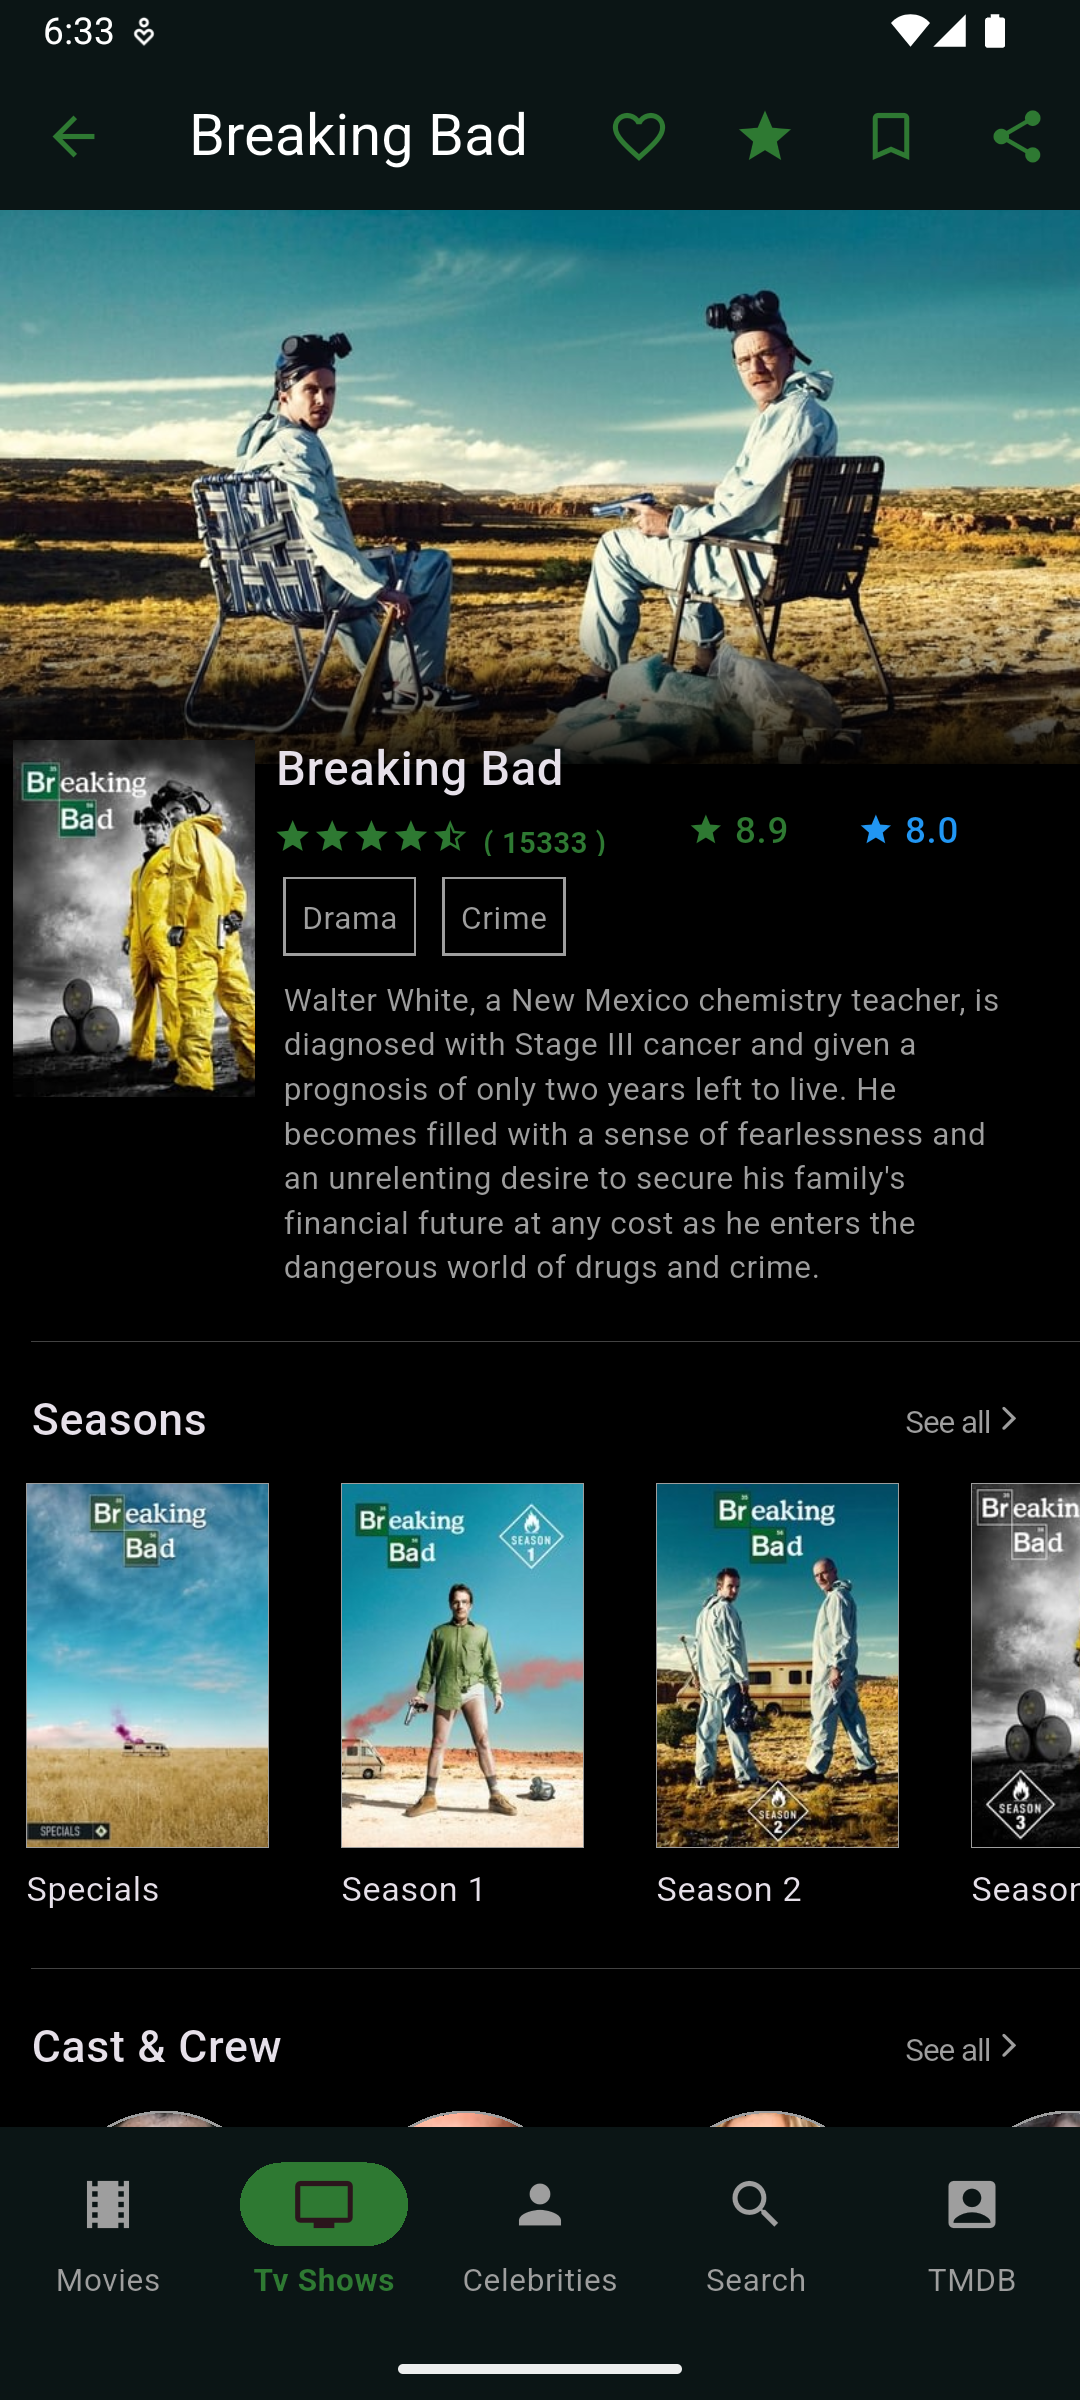 6:33
Breaking Bad
Breaking Bad
Breaking
Bad
( 15333 )
8.9
8.0
Drama
Crime
Walter White, a New Mexico chemistry teacher, is
diagnosed with Stage III cancer and given a
prognosis of only two years left to live. He
becomes filled with a sense of fearlessness and
an unrelenting desire to secure his family's
financial future at any cost as he enters the
dangerous world of drugs and crime.
Seasons
See all
Breaking
Bad
SPECIALS
Breaking
Bad
SEASON
1
Breaking
Bad
SEASON
2
Breakin
Bad
SEASON
3
Specials
Season 1
Season 2
Season
Cast & Crew
See all
Movies
Tv Shows
Celebrities
Search
TMDB